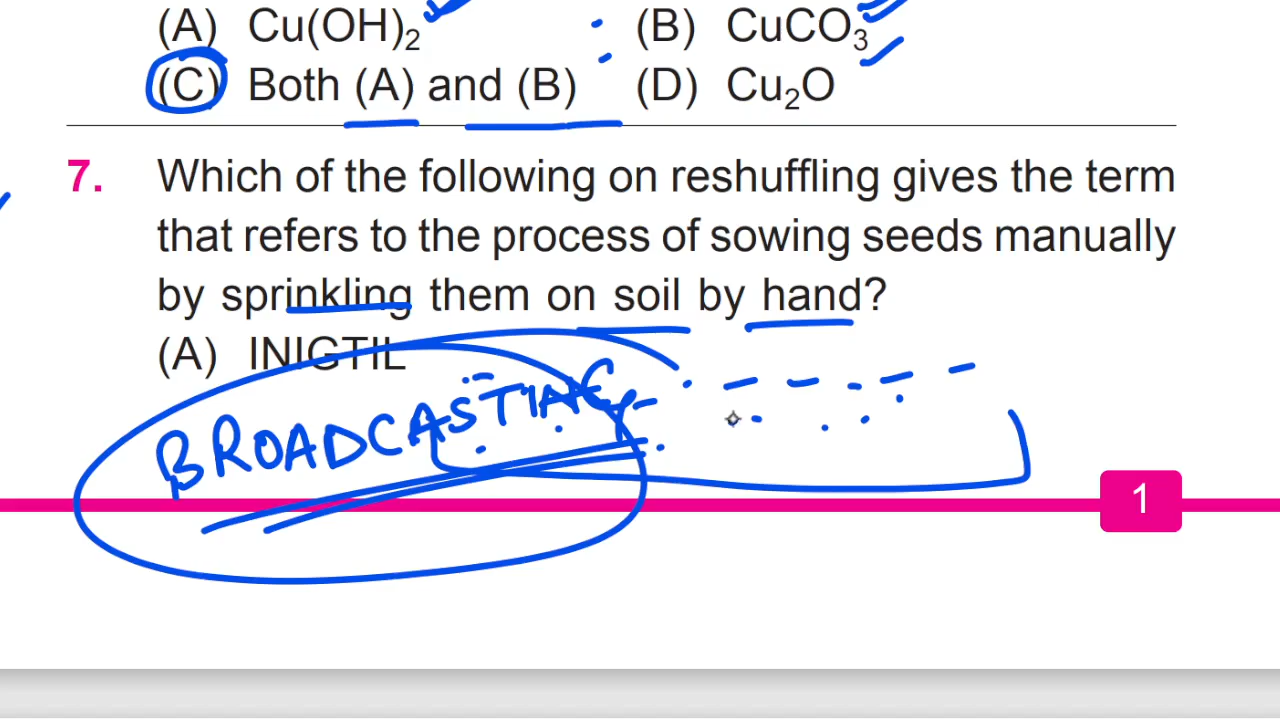 (A) Cu(OH)₂ (B) CuCO₃
(C) Both (A) and (B) (D) Cu₂O
7. Which of the following on reshuffling gives the term
that refers to the process of sowing seeds manually
by sprinkling them on soil by hand?
(A) INIGTIL
BROADCASTING
1